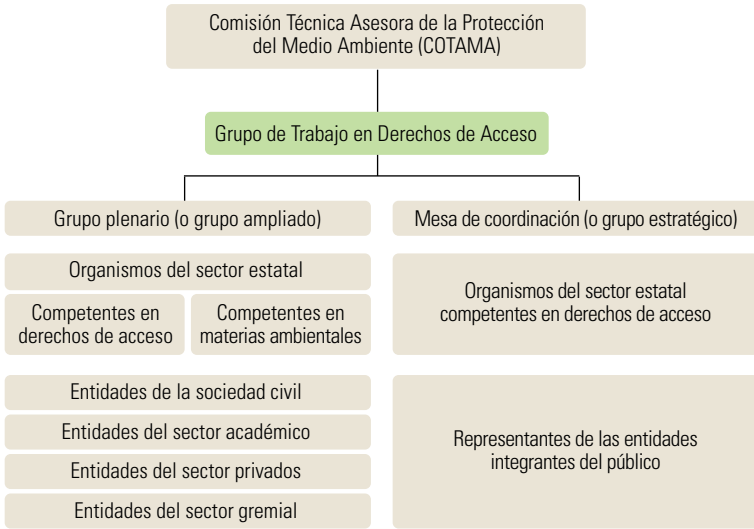 Comisión Técnica Asesora de la Protección
del Medio Ambiente (COTAMA)
Grupo de Trabajo en Derechos de Acceso
Grupo plenario (o grupo ampliado)
Organismos del sector estatal
Competentes en
derechos de acceso
Competentes en
materias ambientales
Entidades de la sociedad civil
Entidades del sector académico
Entidades del sector privados
Entidades del sector gremial
Mesa de coordinación (o grupo estratégico)
Organismos del sector estatal
competentes en derechos de acceso
Representantes de las entidades
integrantes del público